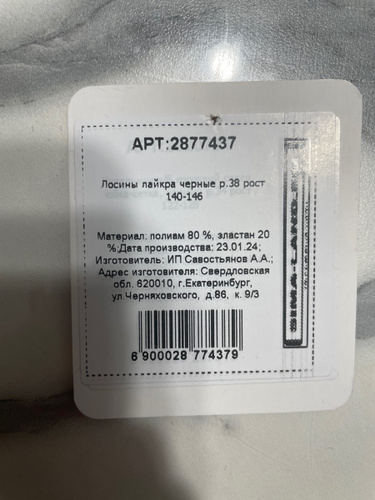 АРТ:2877437
Лосины лайкра черные р.38 рост
140-146
Материал: полиам 80 %, эластан 20
%;Дата производства: 23.01.24;
Изготовитель: ИП Савостьянов А.А.;
Адрес изготовителя: Свердловская
обл. 620010, г.Екатеринбург,
ул.Черняховского, д.86, к. 9/3
6 900028 774379